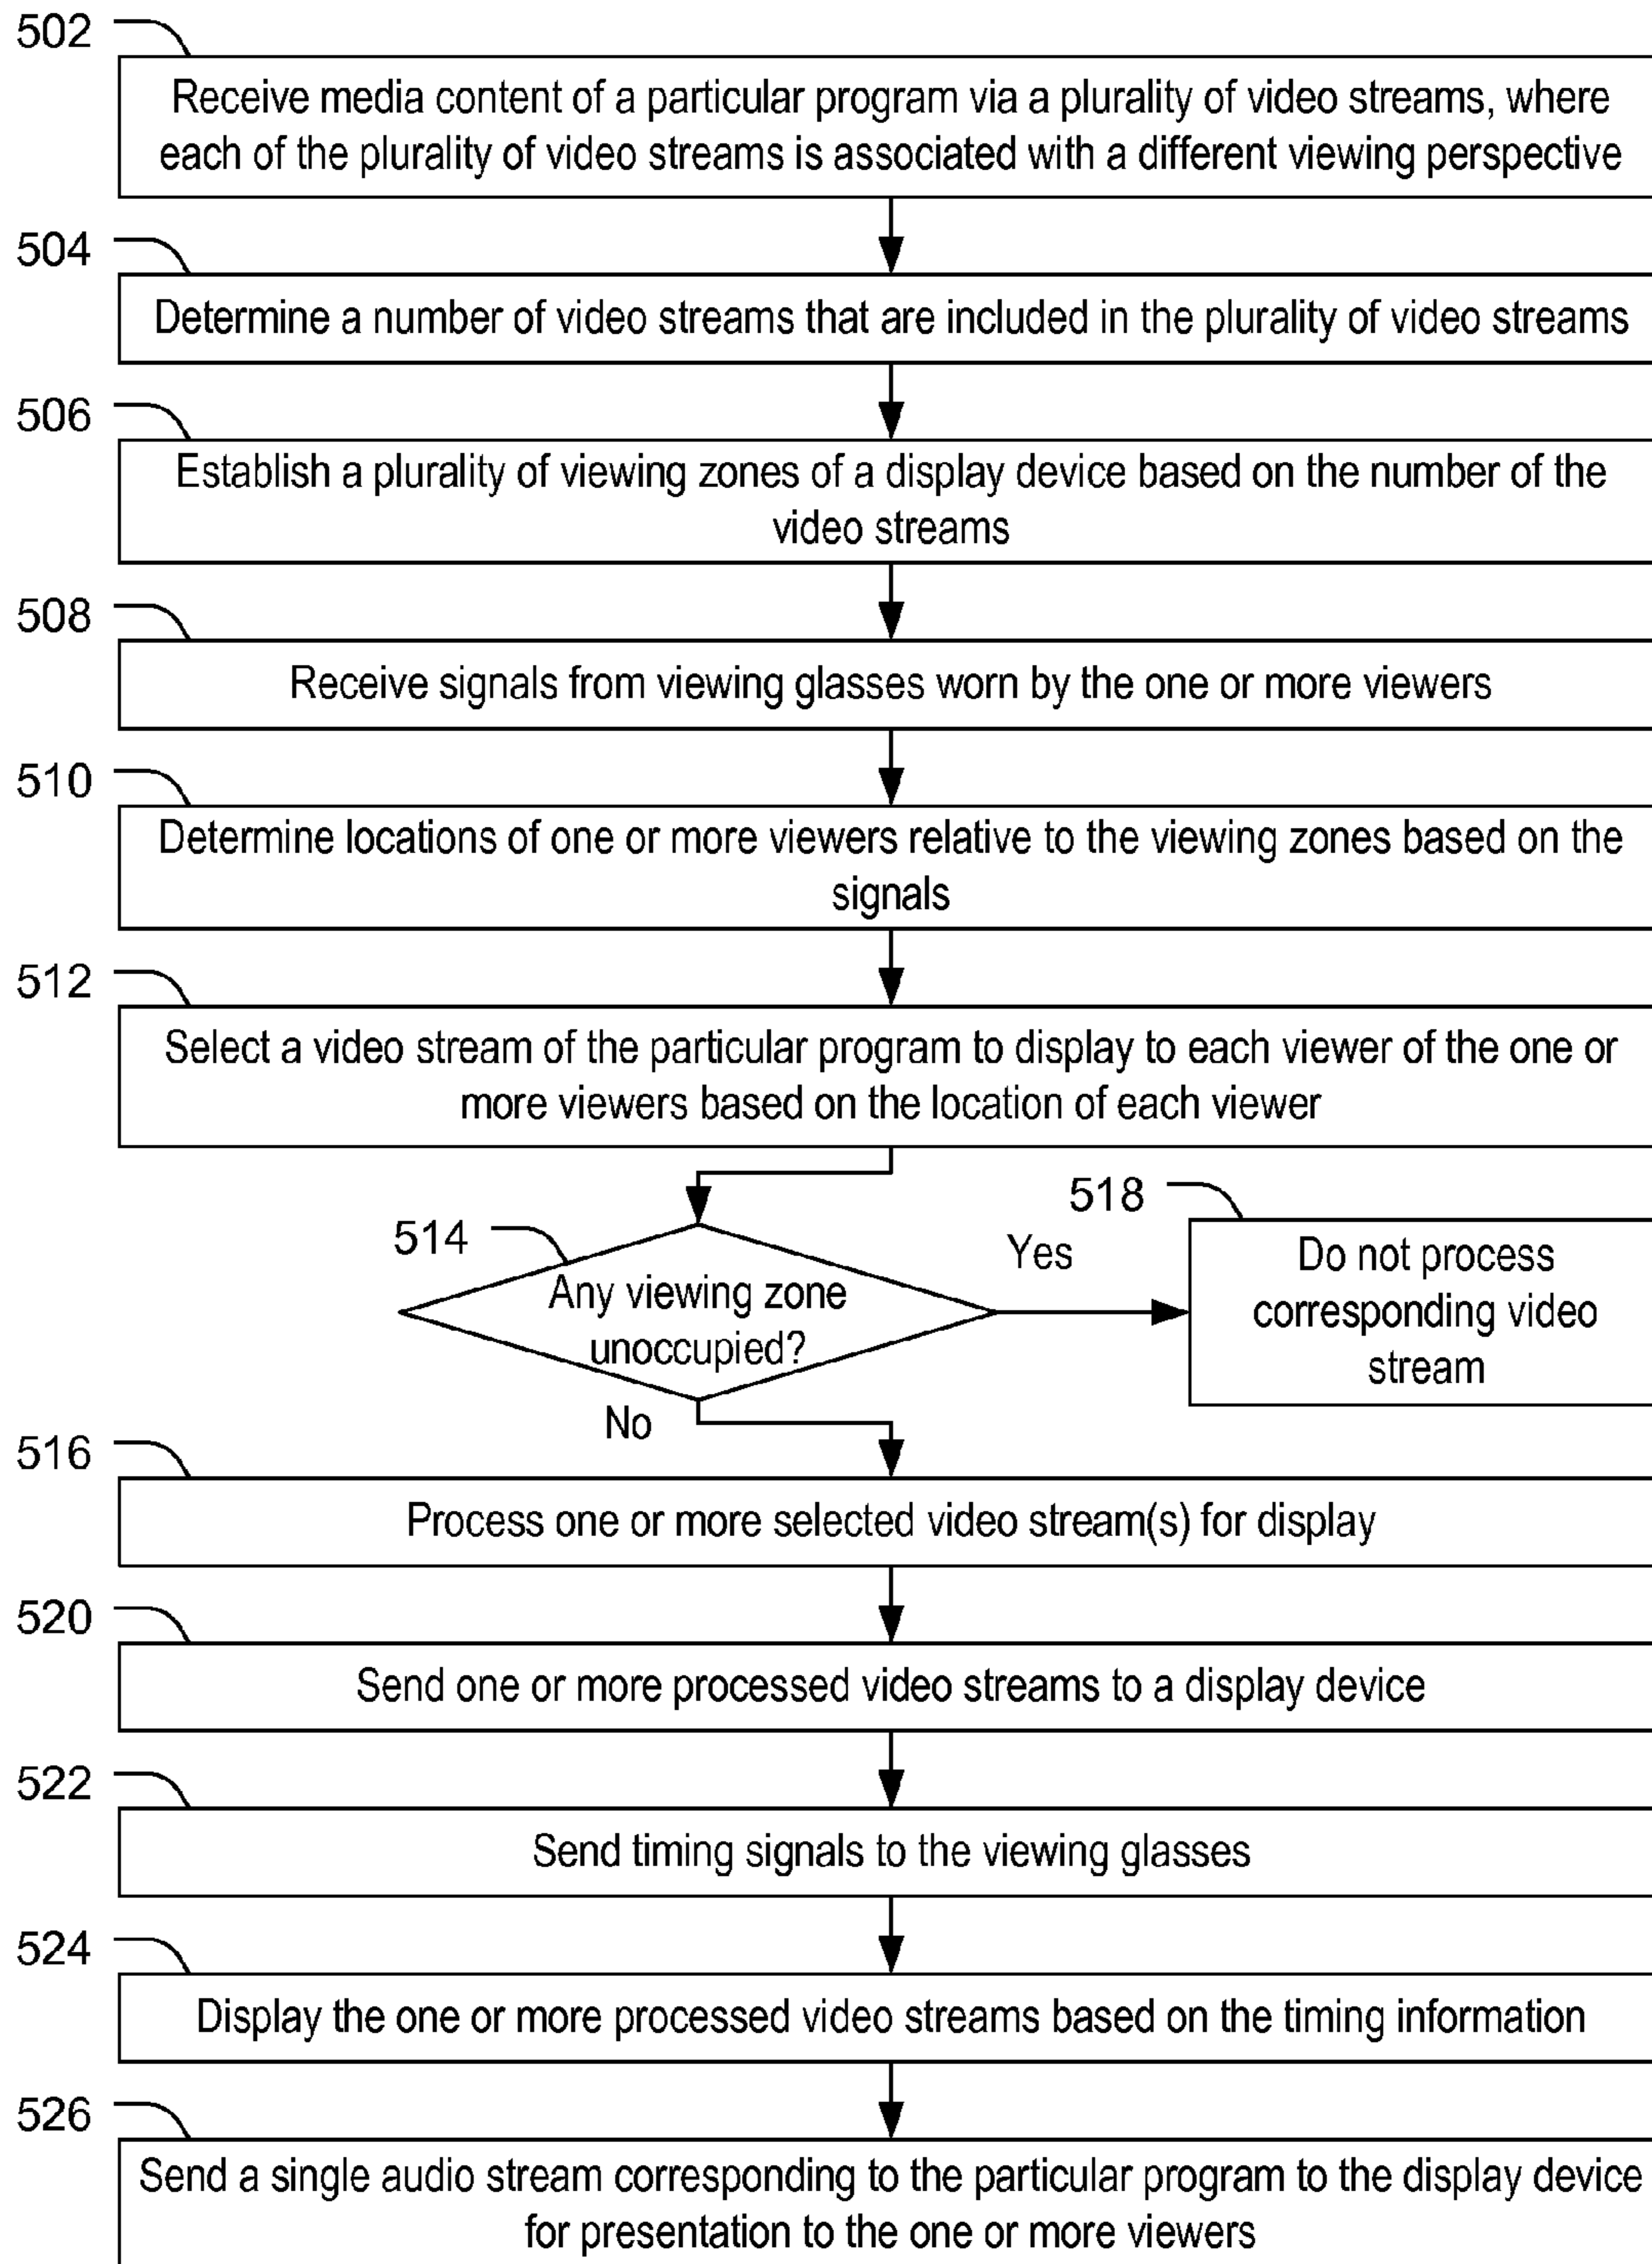 502
Receive media content of a particular program via a plurality of video streams, where
each of the plurality of video streams is associated with a different viewing perspective
504
Determine a number of video streams that are included in the plurality of video streams
506
Establish a plurality of viewing zones of a display device based on the number of the
video streams
508
Receive signals from viewing glasses worn by the one or more viewers
510
Determine locations of one or more viewers relative to the viewing zones based on the
signals
512
Select a video stream of the particular program to display to each viewer of the one or
more viewers based on the location of each viewer
514
Any viewing zone
unoccupied?
Yes
518
Do not process
corresponding video
stream
No
516
Process one or more selected video stream(s) for display
520
Send one or more processed video streams to a display device
522
Send timing signals to the viewing glasses
524
Display the one or more processed video streams based on the timing information
526
Send a single audio stream corresponding to the particular program to the display device
for presentation to the one or more viewers